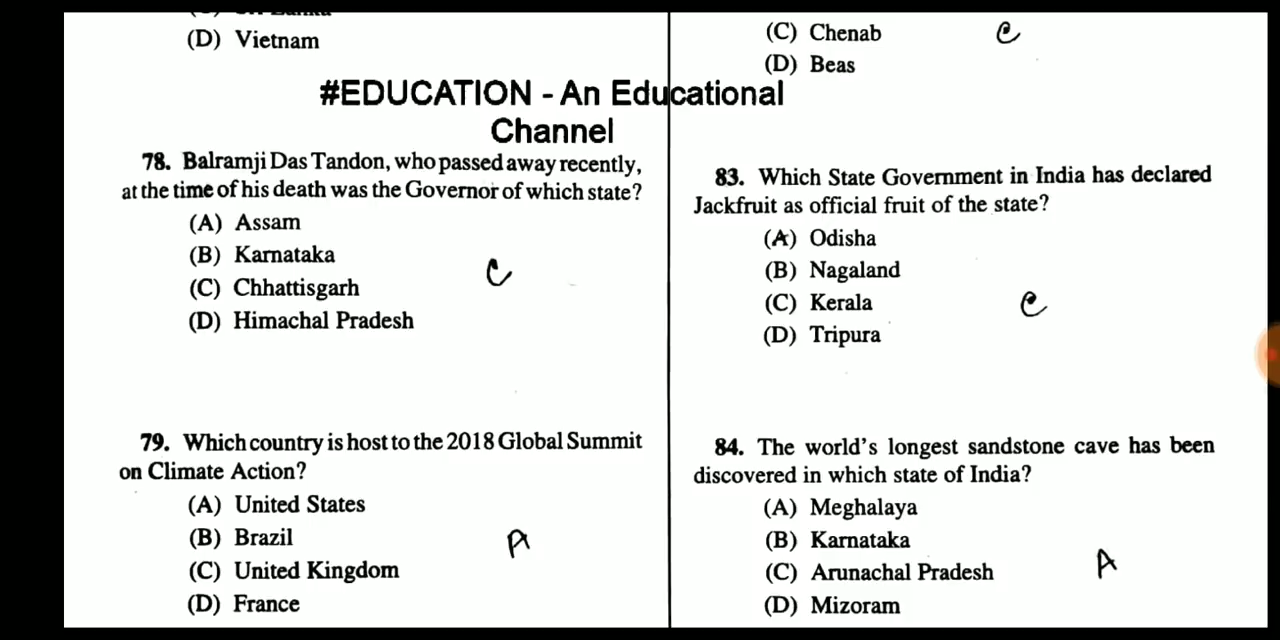 (D) Vietnam
#EDUCATION - An Educational
Channel
78. Balramji Das Tandon, who passed away recently,
at the time of his death was the Governor of which state?
(A) Assam
(B) Karnataka
(C) Chhattisgarh
(D) Himachal Pradesh
C
79. Which country is host to the 2018 Global Summit
on Climate Action?
(A) United States
(B) Brazil
(C) United Kingdom
(D) France
A
(C) Chenab
C
(D) Beas
83. Which State Government in India has declared
Jackfruit as official fruit of the state?
(A) Odisha
(B) Nagaland
(C) Kerala
(D) Tripura
C
84. The world's longest sandstone cave has been
discovered in which state of India?
(A) Meghalaya
(B) Karnataka
(C) Arunachal Pradesh
(D) Mizoram
A